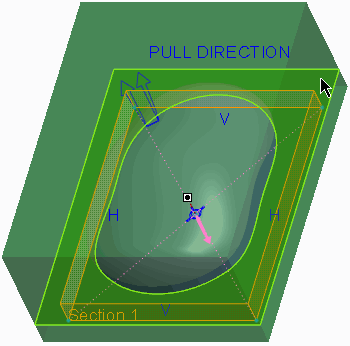 PULL DIRECTION
V
H H
V
Section 1